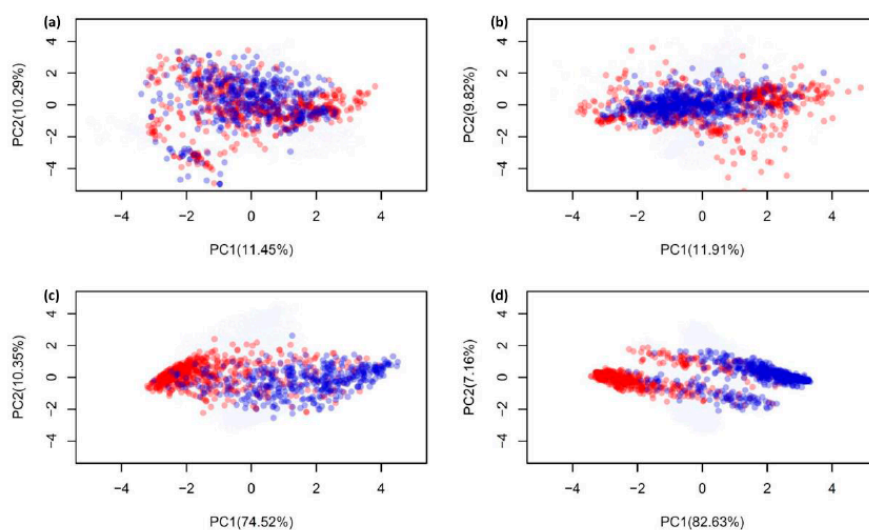 (a)
PC2(10.29%)
4
2
0
−2
−4
−4 −2 0 2 4
PC1(11.45%)
(b)
PC2(9.82%)
4
2
0
−2
−4
−4 −2 0 2 4
PC1(11.91%)
(c)
PC2(10.35%)
4
2
0
−2
−4
−4 −2 0 2 4
PC1(74.52%)
(d)
PC2(7.16%)
4
2
0
−2
−4
−4 −2 0 2 4
PC1(82.63%)